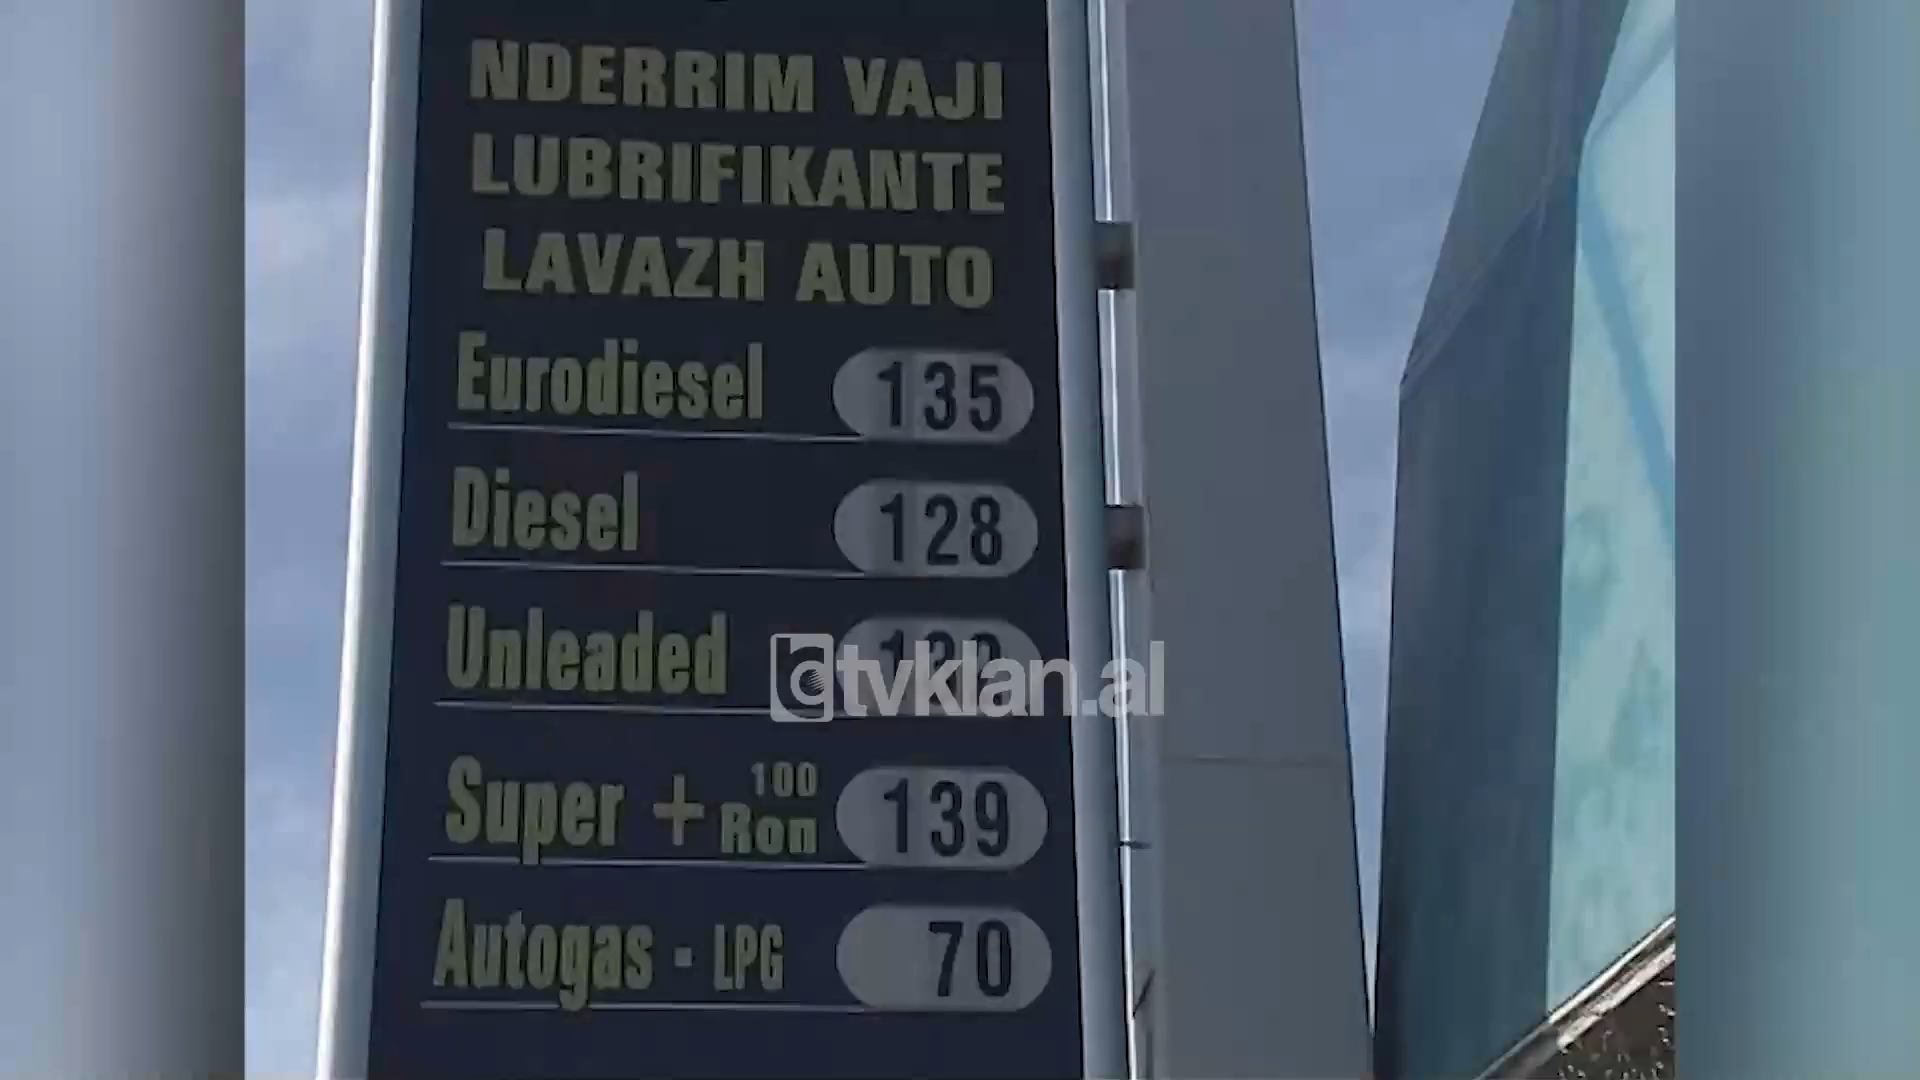 NDERRIM VAJI
LUBRIFIKANTE
LAVAZH AUTO
Eurodiesel 135
Diesel 128
Unleaded
tvklan.al
Super + 100 Ron 139
Autogas - LPG 70